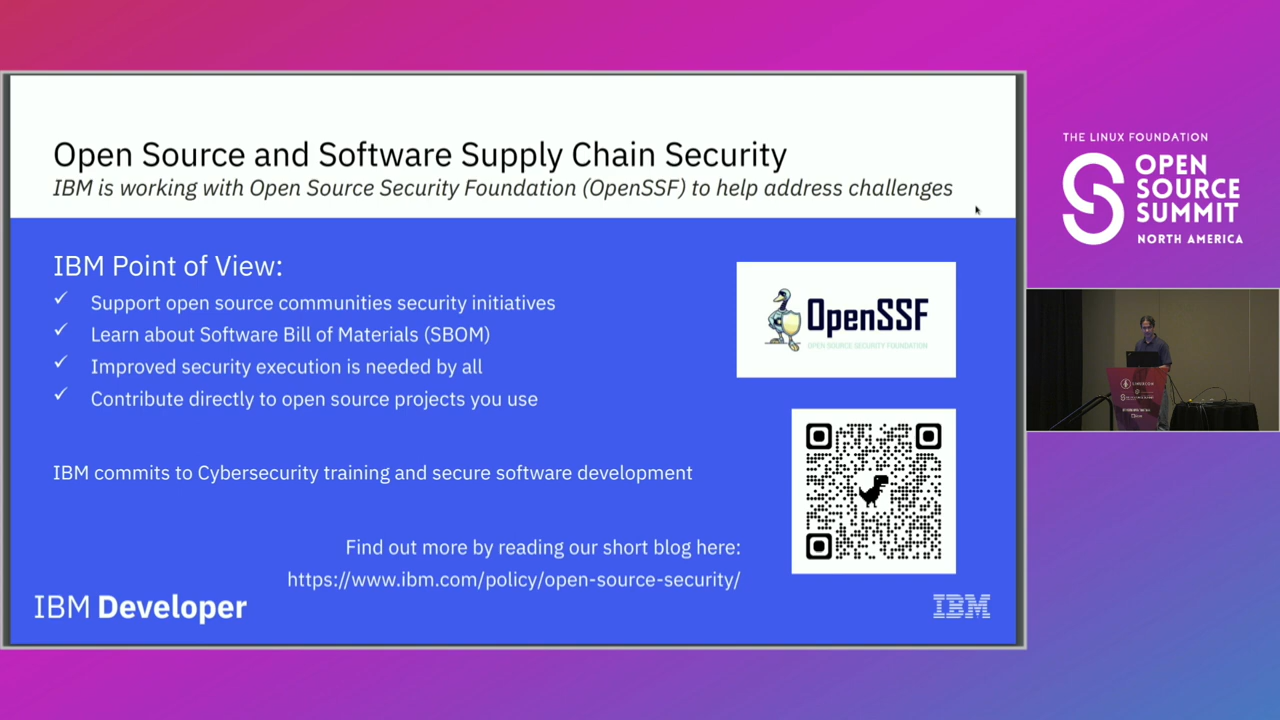 Open Source and Software Supply Chain Security
IBM is working with Open Source Security Foundation (OpenSSF) to help address challenges
IBM Point of View:
✓ Support open source communities security initiatives
✓ Learn about Software Bill of Materials (SBOM)
✓ Improved security execution is needed by all
✓ Contribute directly to open source projects you use
IBM commits to Cybersecurity training and secure software development
Find out more by reading our short blog here:
https://www.ibm.com/policy/open-source-security/
IBM Developer
OpenSSF
OPEN SOURCE SECURITY FOUNDATION
IBM
THE LINUX FOUNDATION
OPEN
SOURCE
SUMMIT
NORTH AMERICA